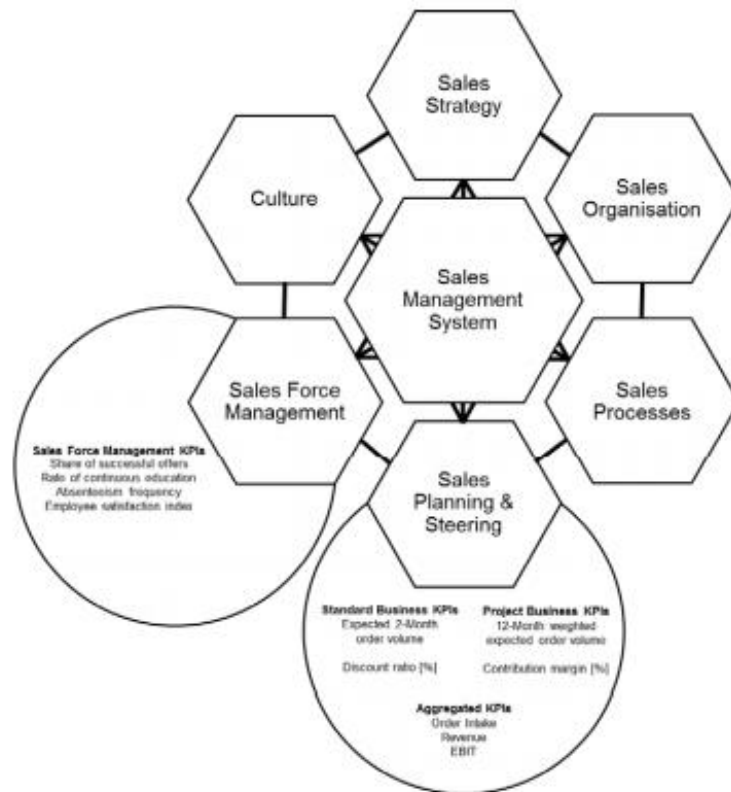 Sales
Strategy
Culture
Sales
Organisation
Sales
Management
System
Sales Force
Management
Sales
Processes
Sales
Planning &
Steering
Sales Force Management KPIs
Share of successful offers
Rate of continuous education
Absenteeism frequency
Employee satisfaction index
Standard Business KPIs
Expected 2-Month
order volume
Discount ratio [%]
Project Business KPIs
12-Month weighted
expected order volume
Contribution margin [%]
Aggregated KPIs
Order Intake
Revenue
EBIT